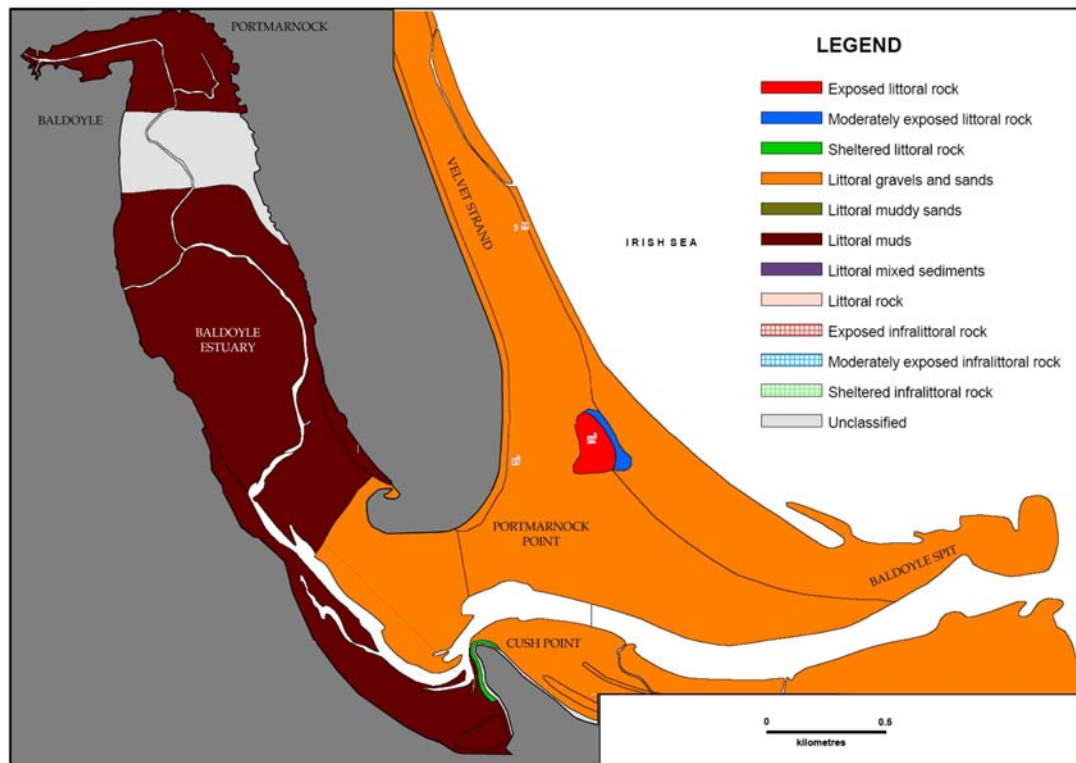 PORTMARNOCK
BALDOYLE
VELVET STRAND
IRISH SEA
BALDOYLE
ESTUARY
PORTMARNOCK
POINT
BALDOYLE SPIT
CUSH POINT
LEGEND
Exposed littoral rock
Moderately exposed littoral rock
Sheltered littoral rock
Littoral gravels and sands
Littoral muddy sands
Littoral muds
Littoral mixed sediments
Littoral rock
Exposed infralittoral rock
Moderately exposed infralittoral rock
Sheltered infralittoral rock
Unclassified
0 0.5
kilometres